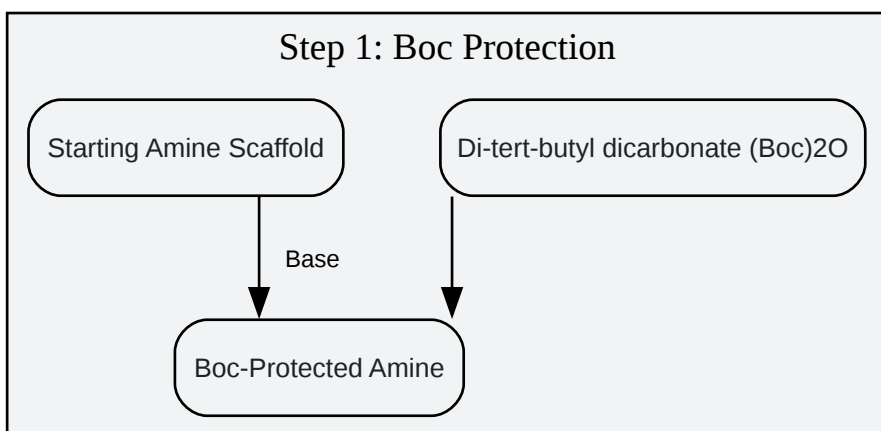 Step 1: Boc Protection
Starting Amine Scaffold
Di-tert-butyl dicarbonate (Boc)2O
Base
Boc-Protected Amine